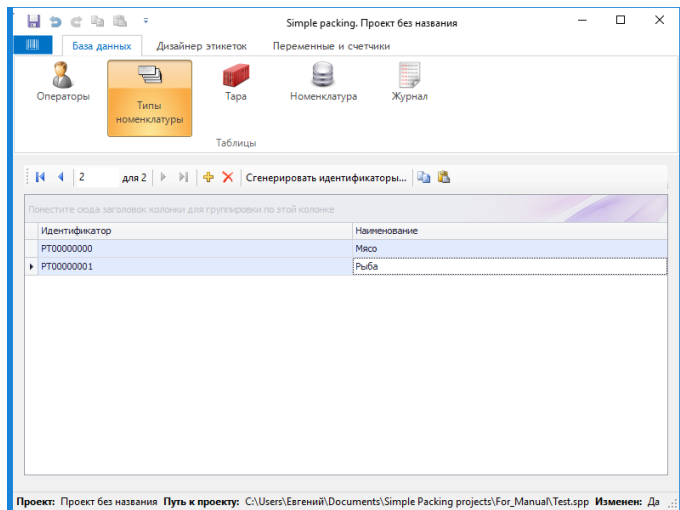 Simple packing. Проект без названия
База данных Дизайнер этикеток Переменные и счетчики
Операторы Типы номенклатуры Тара Номенклатура Журнал
Таблицы
2 для 2 Сгенерировать идентификаторы...
Поместите сюда заголовок колонки для группировки по этой колонке
Идентификатор Наименование
PT00000000 Мясо
PT00000001 Рыба
Проект: Проект без названия Путь к проекту: C:\Users\Евгений\Documents\Simple Packing projects\For_Manual\Test.spp Изменен: Да